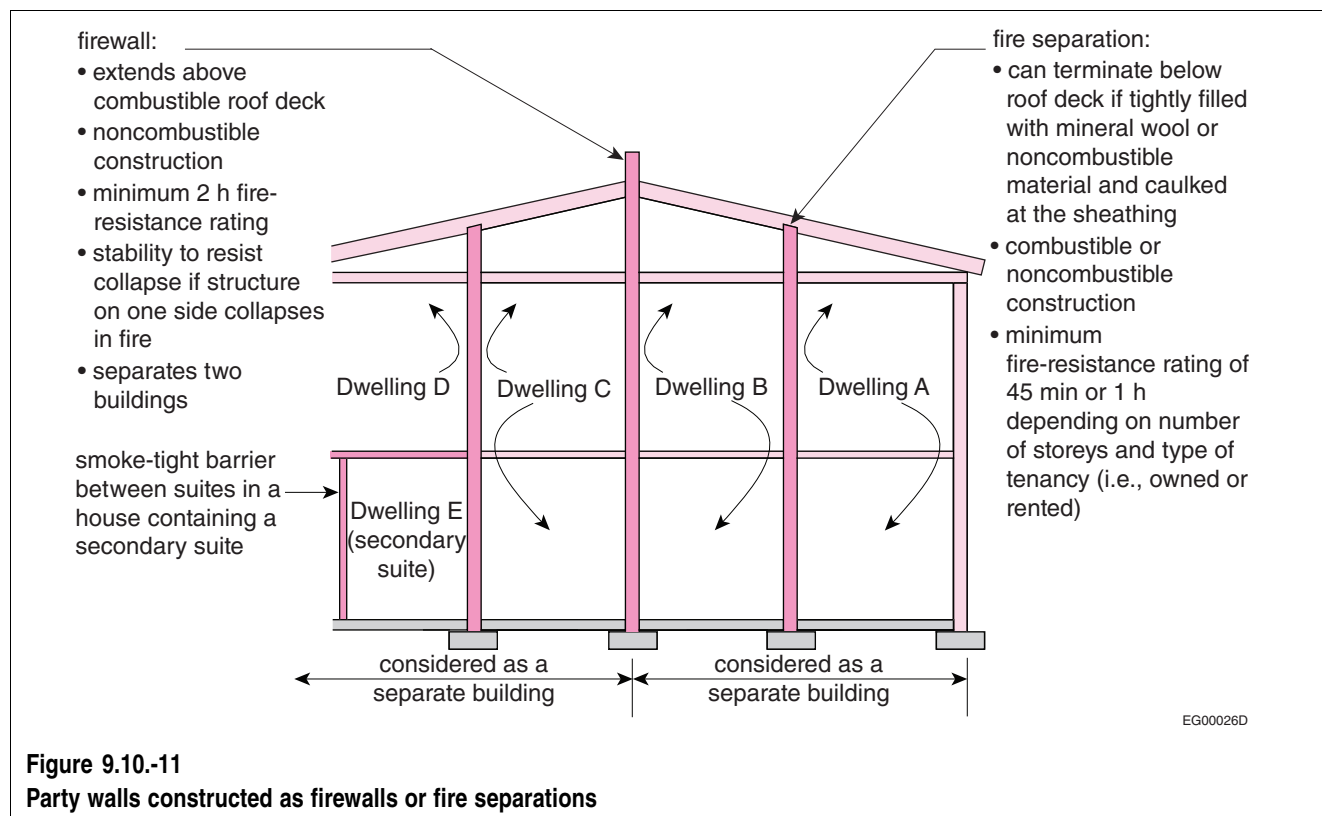 firewall:
• extends above
combustible roof deck
• noncombustible
construction
• minimum 2 h fire-
resistance rating
• stability to resist
collapse if structure
on one side collapses
in fire
• separates two
buildings
smoke-tight barrier
between suites in a
house containing a
secondary suite
fire separation:
• can terminate below
roof deck if tightly filled
with mineral wool or
noncombustible
material and caulked
at the sheathing
• combustible or
noncombustible
construction
• minimum
fire-resistance rating of
45 min or 1 h
depending on number
of storeys and type of
tenancy (i.e., owned or
rented)
Dwelling D
Dwelling C
Dwelling B
Dwelling A
Dwelling E
(secondary
suite)
considered as a
separate building
considered as a
separate building
EG00026D
Figure 9.10.-11
Party walls constructed as firewalls or fire separations